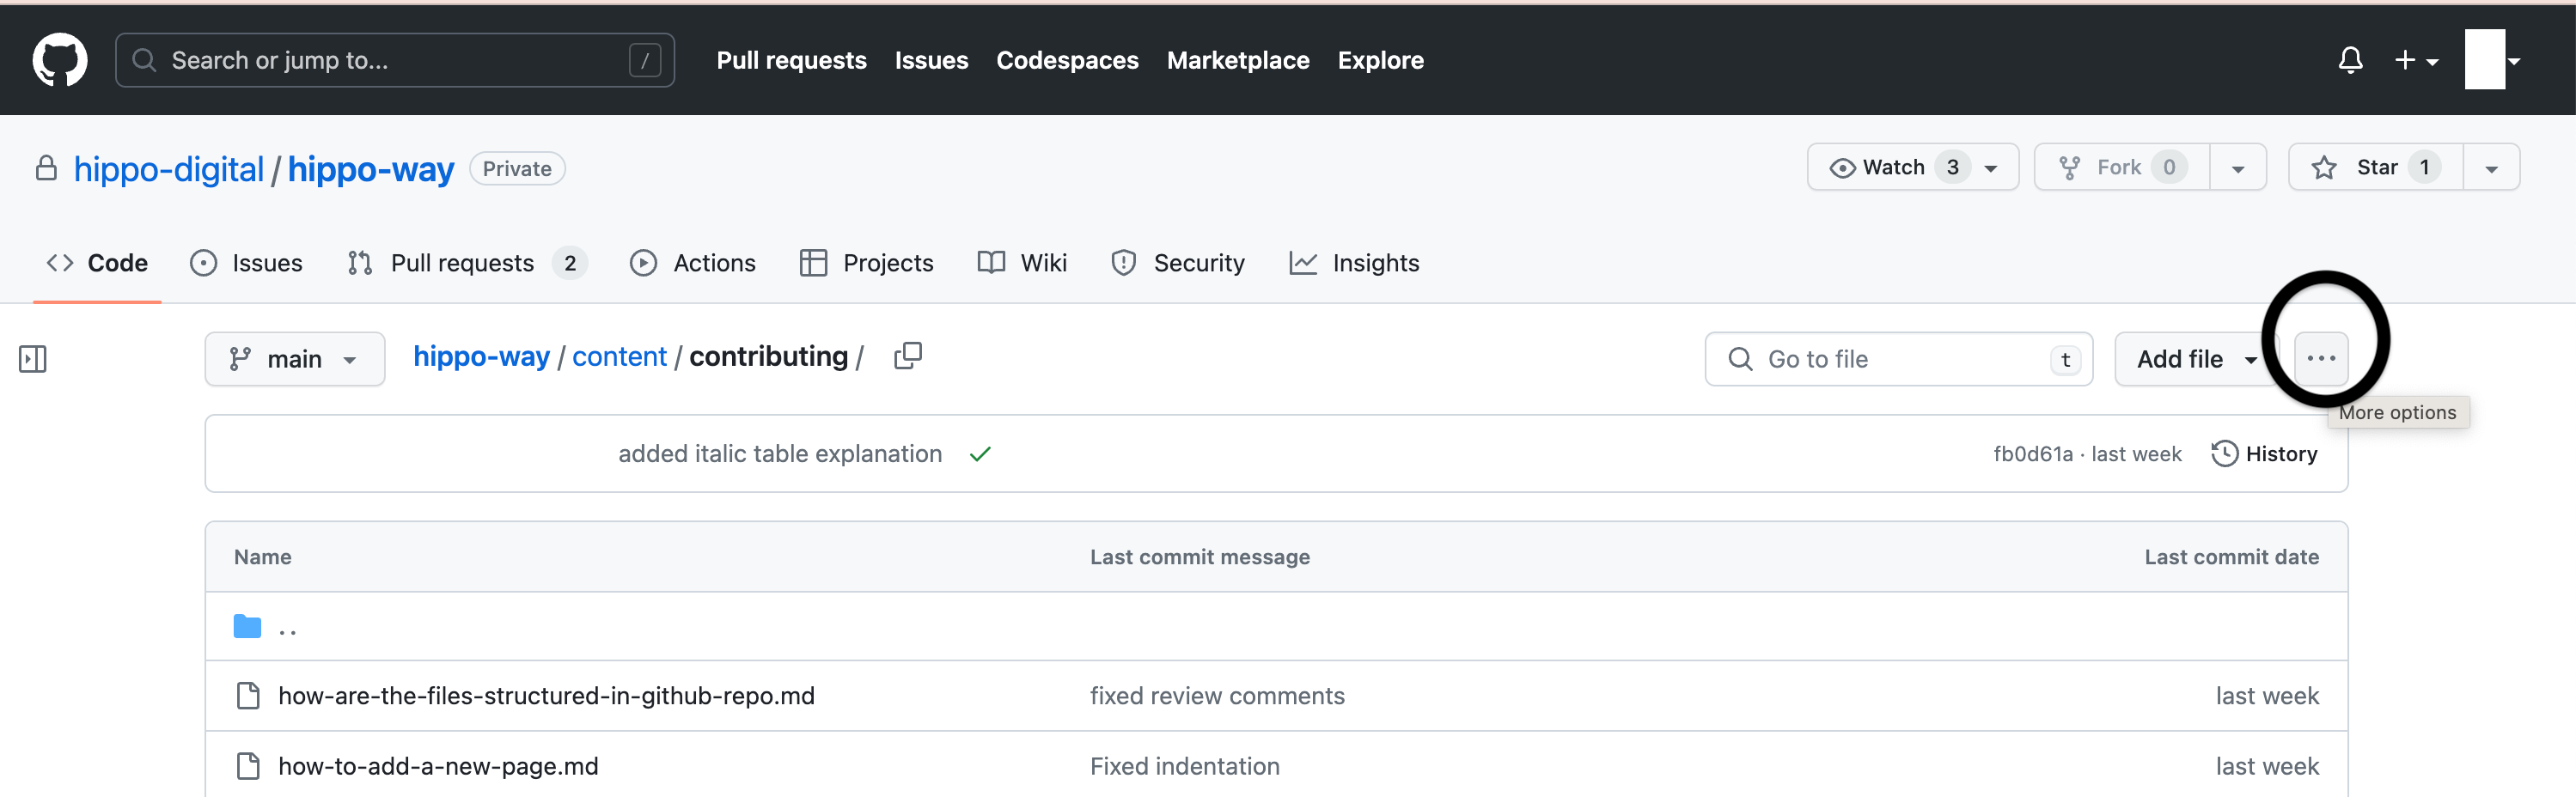 Search or jump to... /
Pull requests Issues Codespaces Marketplace Explore
hippo-digital / hippo-way Private
Watch 3 Fork 0 Star 1
Code Issues Pull requests 2 Actions Projects Wiki Security Insights
main hippo-way / content / contributing / Go to file t Add file ...
More options
added italic table explanation fb0d61a · last week History
Name Last commit message Last commit date
..
how-are-the-files-structured-in-github-repo.md fixed review comments last week
how-to-add-a-new-page.md Fixed indentation last week